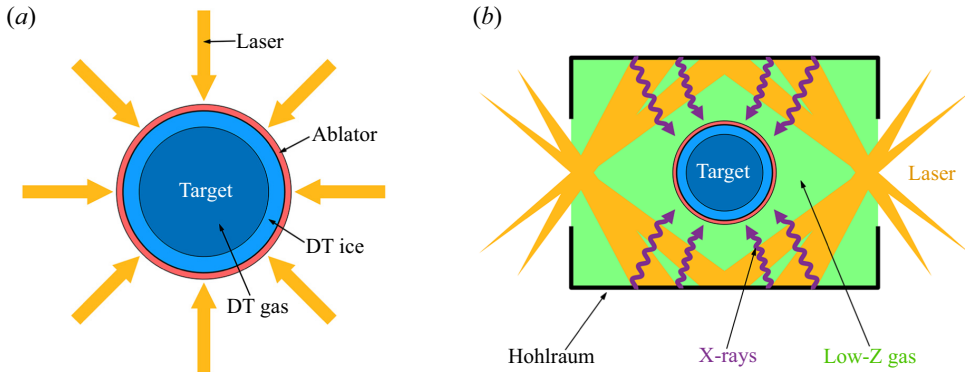 (a)
Laser
Ablator
Target
DT ice
DT gas
(b)
Target
Laser
Hohlraum
X-rays
Low-Z gas